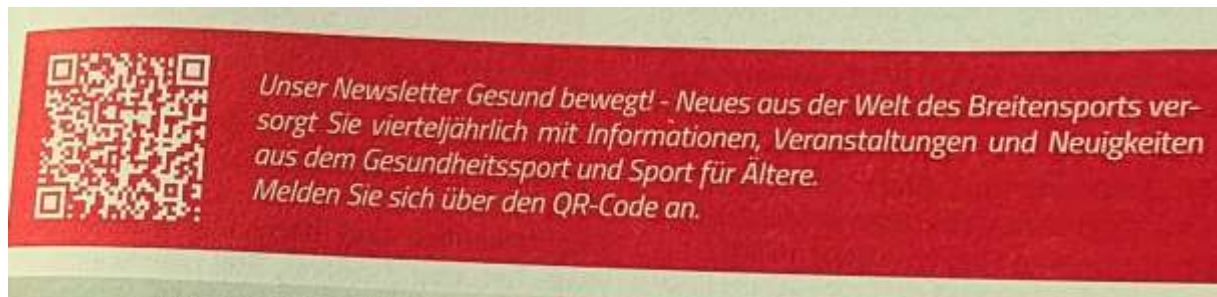 Unser Newsletter Gesund bewegt! - Neues aus der Welt des Breitensports ver-
sorgt Sie vierteljährlich mit Informationen, Veranstaltungen und Neuigkeiten
aus dem Gesundheitssport und Sport für Ältere.
Melden Sie sich über den QR-Code an.